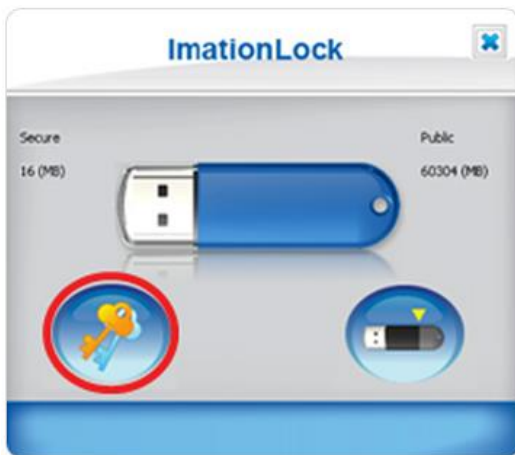 ImationLock
Secure
Public
16 (MB)
60304 (MB)